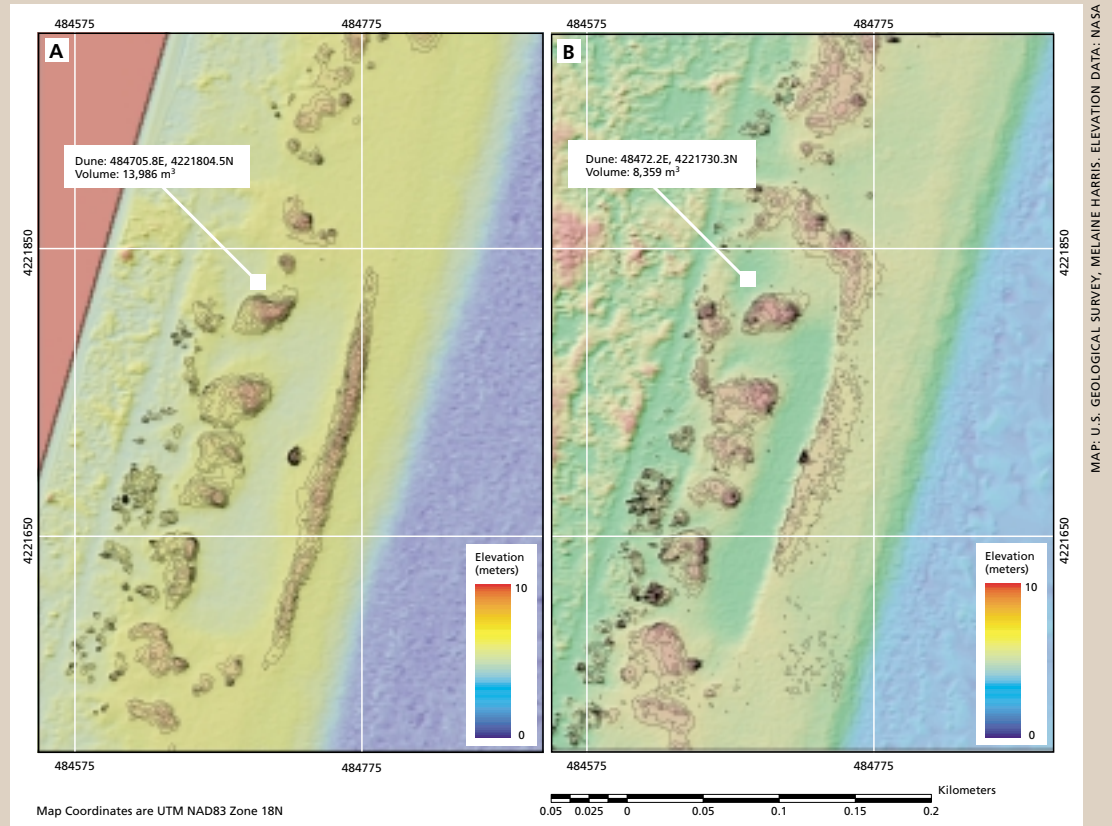 484575 484775 484575 484775
A
B
Dune: 484705.8E, 4221804.5N
Volume: 13,986 m³
Dune: 48472.2E, 4221730.3N
Volume: 8,359 m³
4221850
4221850
4221650
4221650
Elevation
(meters)
10
0
Elevation
(meters)
10
0
484575 484775 484575 484775
Map Coordinates are UTM NAD83 Zone 18N
Kilometers
0.05 0.025 0 0.05 0.1 0.15 0.2
MAP: U.S. GEOLOGICAL SURVEY, MELAINE HARRIS. ELEVATION DATA: NASA